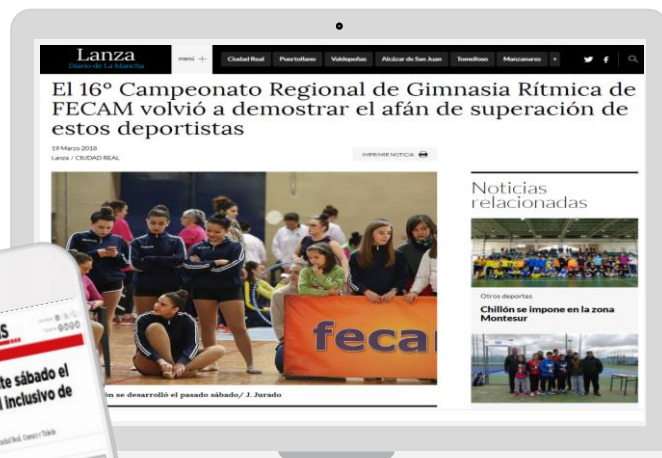 Lanza
Diario de La Mancha
menú +
Ciudad Real Puertollano Valdepeñas Alcázar de San Juan Tomelloso Manzanares
El 16º Campeonato Regional de Gimnasia Rítmica de
FECAM volvió a demostrar el afán de superación de
estos deportistas
19 Marzo 2018
Lanza / CIUDAD REAL
IMPRIMIR NOTICIA
Noticias
relacionadas
Otros deportes
Chillón se impone en la zona
Montesur
feca
se desarrolló el pasado sábado/ J. Jurado
sábado el
Inclusivo de